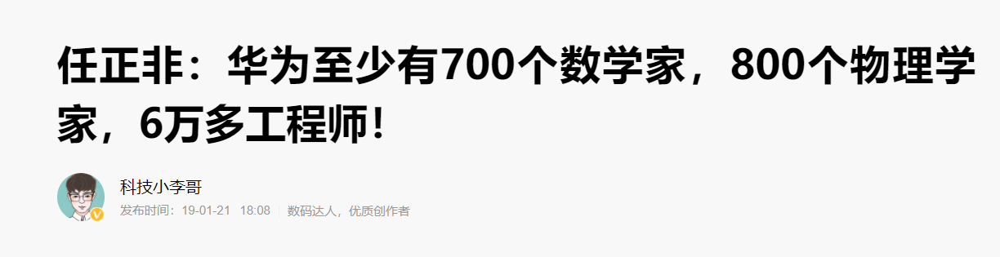 任正非：华为至少有700个数学家，800个物理学
家，6万多工程师！
科技小李哥
发布时间：19-01-21 18:08 数码达人，优质创作者